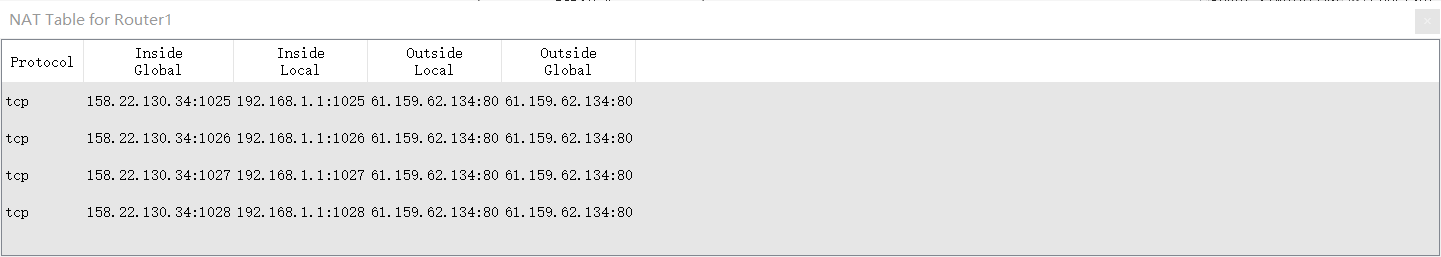 NAT Table for Router1
Protocol Inside Global Inside Local Outside Local Outside Global
tcp 158.22.130.34:1025 192.168.1.1:1025 61.159.62.134:80 61.159.62.134:80
tcp 158.22.130.34:1026 192.168.1.1:1026 61.159.62.134:80 61.159.62.134:80
tcp 158.22.130.34:1027 192.168.1.1:1027 61.159.62.134:80 61.159.62.134:80
tcp 158.22.130.34:1028 192.168.1.1:1028 61.159.62.134:80 61.159.62.134:80